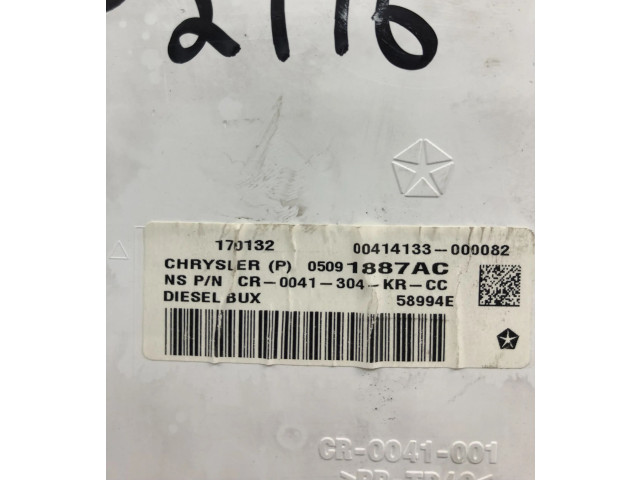 2116
170132 00414133-000082
CHRYSLER (P) 05091887AC
NS P/N CR-0041-304-KR-CC
DIESEL BUX 58994E
CR-0041-001